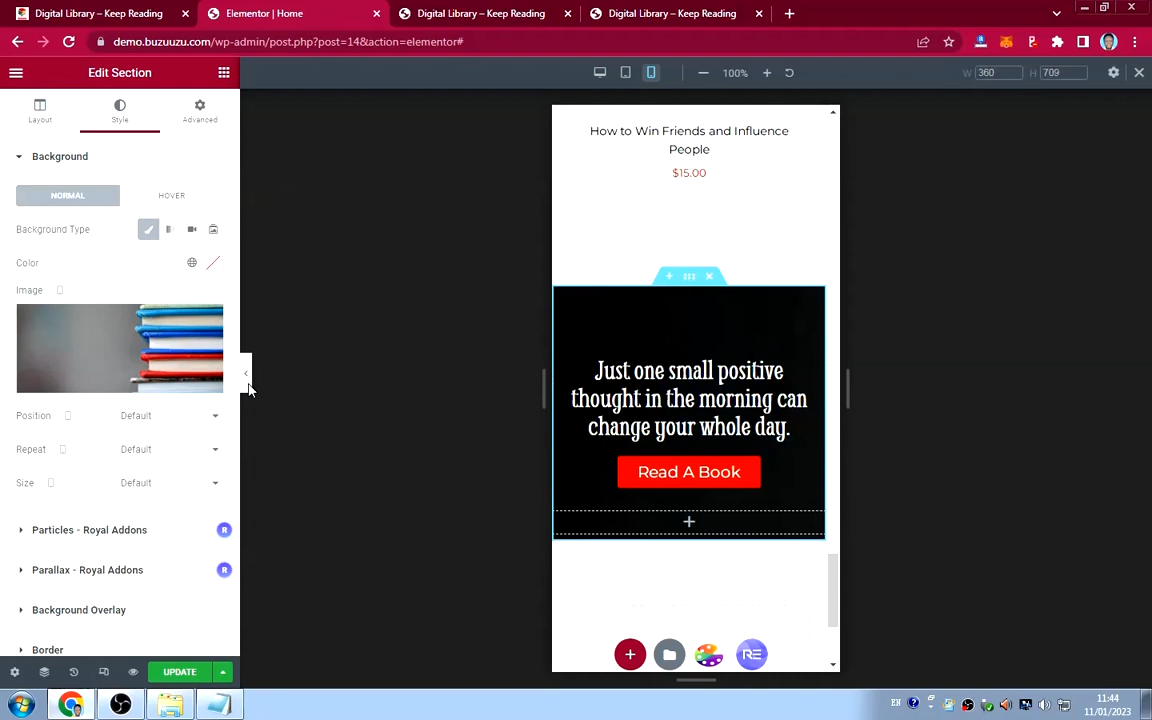 Digital Library – Keep Reading
Elementor | Home
Digital Library – Keep Reading
Digital Library – Keep Reading
demo.buzuuzu.com/wp-admin/post.php?post=14&action=elementor#
Edit Section
100%
W 360
H 709
Layout
Style
Advanced
Background
NORMAL
HOVER
Background Type
Color
Image
Position
Default
Repeat
Default
Size
Default
Particles - Royal Addons
R
Parallax - Royal Addons
R
Background Overlay
Border
UPDATE
How to Win Friends and Influence
People
$15.00
Just one small positive
thought in the morning can
change your whole day.
Read A Book
RE
EN
11:44
11/01/2023